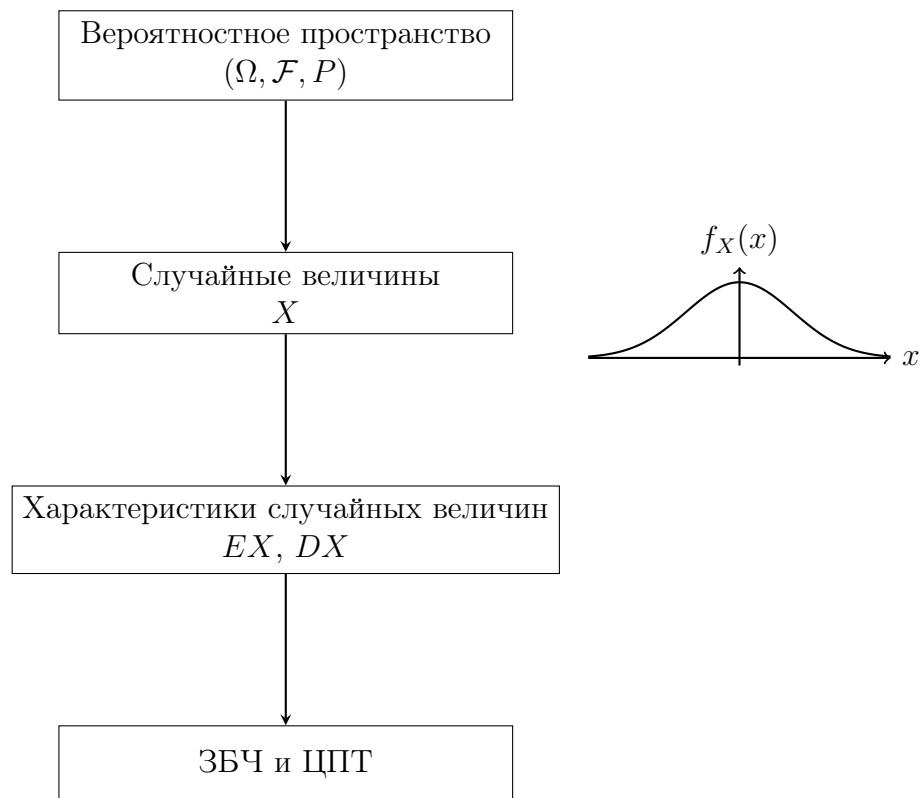 Вероятностное пространство
(Ω, ℱ, P)
Случайные величины
X
f_X(x)
x
Характеристики случайных величин
EX, DX
ЗБЧ и ЦПТ